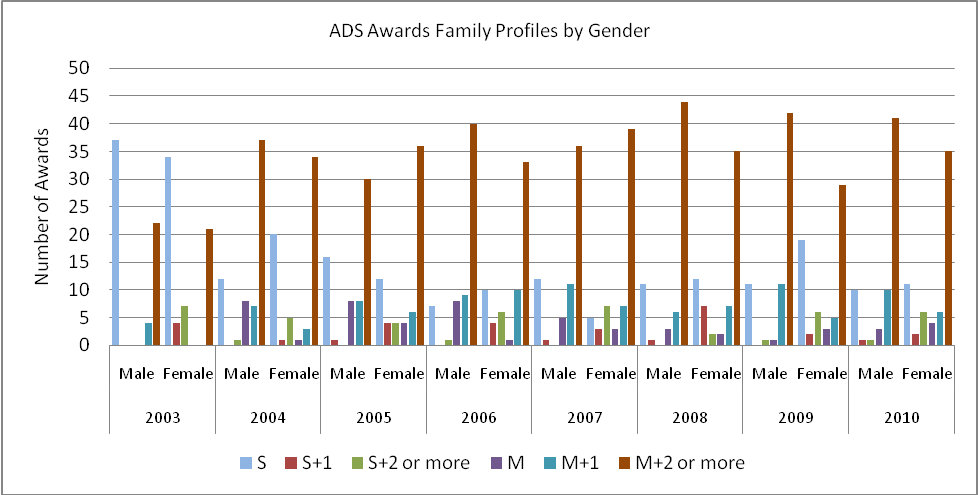 ADS Awards Family Profiles by Gender
Number of Awards
50
45
40
35
30
25
20
15
10
5
0
Male Female Male Female Male Female Male Female Male Female Male Female Male Female Male Female
2003 2004 2005 2006 2007 2008 2009 2010
S S+1 S+2 or more M M+1 M+2 or more